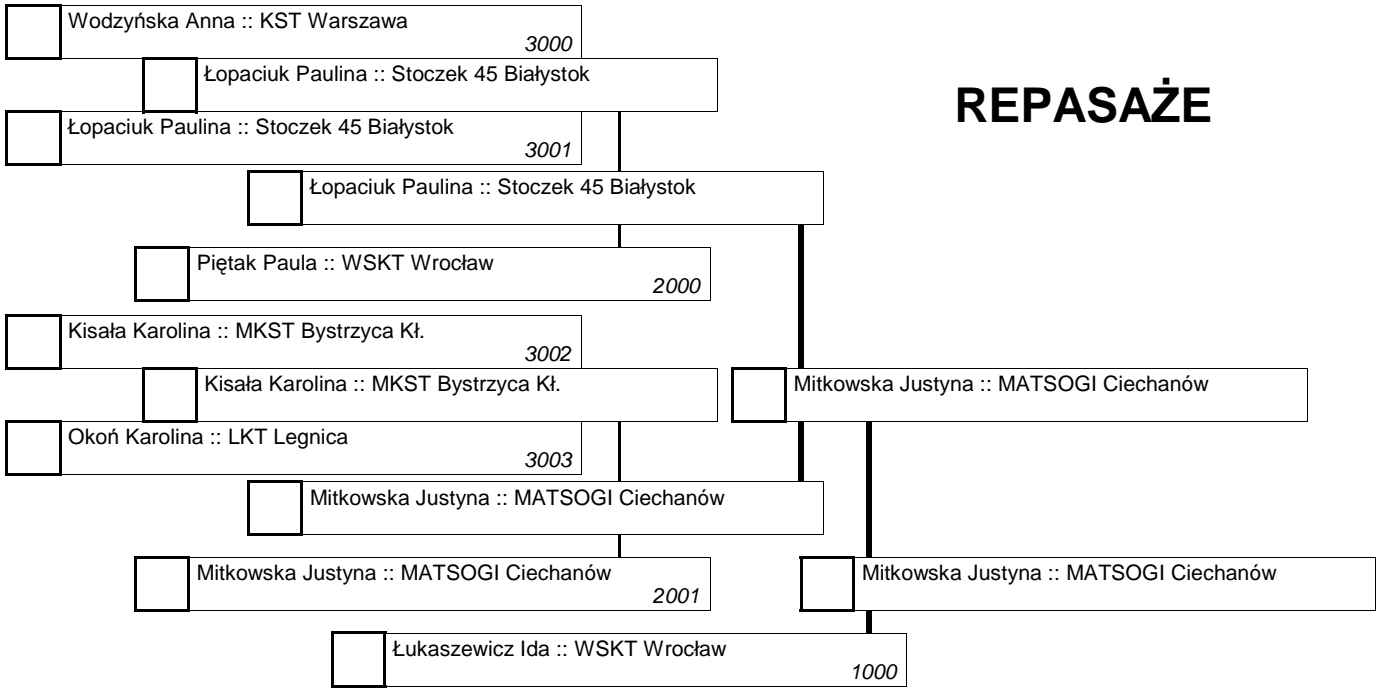 Wodzyńska Anna :: KST Warszawa
3000
Łopaciuk Paulina :: Stoczek 45 Białystok
REPASAŻE
Łopaciuk Paulina :: Stoczek 45 Białystok
3001
Łopaciuk Paulina :: Stoczek 45 Białystok
Piętak Paula :: WSKT Wrocław
2000
Kisała Karolina :: MKST Bystrzyca Kł.
3002
Kisała Karolina :: MKST Bystrzyca Kł.
Mitkowska Justyna :: MATSOGI Ciechanów
Okoń Karolina :: LKT Legnica
3003
Mitkowska Justyna :: MATSOGI Ciechanów
Mitkowska Justyna :: MATSOGI Ciechanów
2001
Mitkowska Justyna :: MATSOGI Ciechanów
Łukaszewicz Ida :: WSKT Wrocław
1000